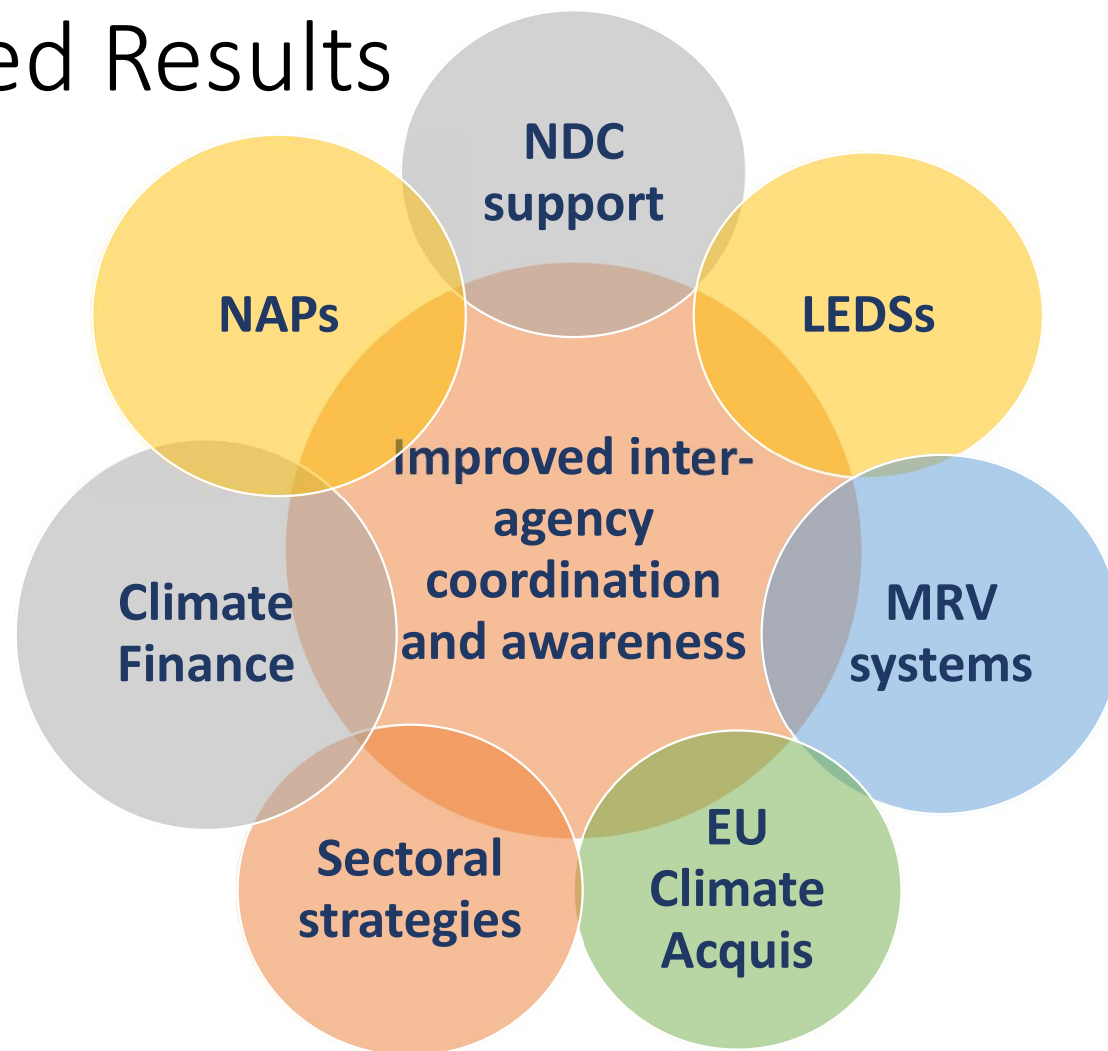 ed Results
NDC
support
NAPs
LEDSs
Improved inter-
agency
coordination
and awareness
Climate
Finance
MRV
systems
Sectoral
strategies
EU
Climate
Acquis